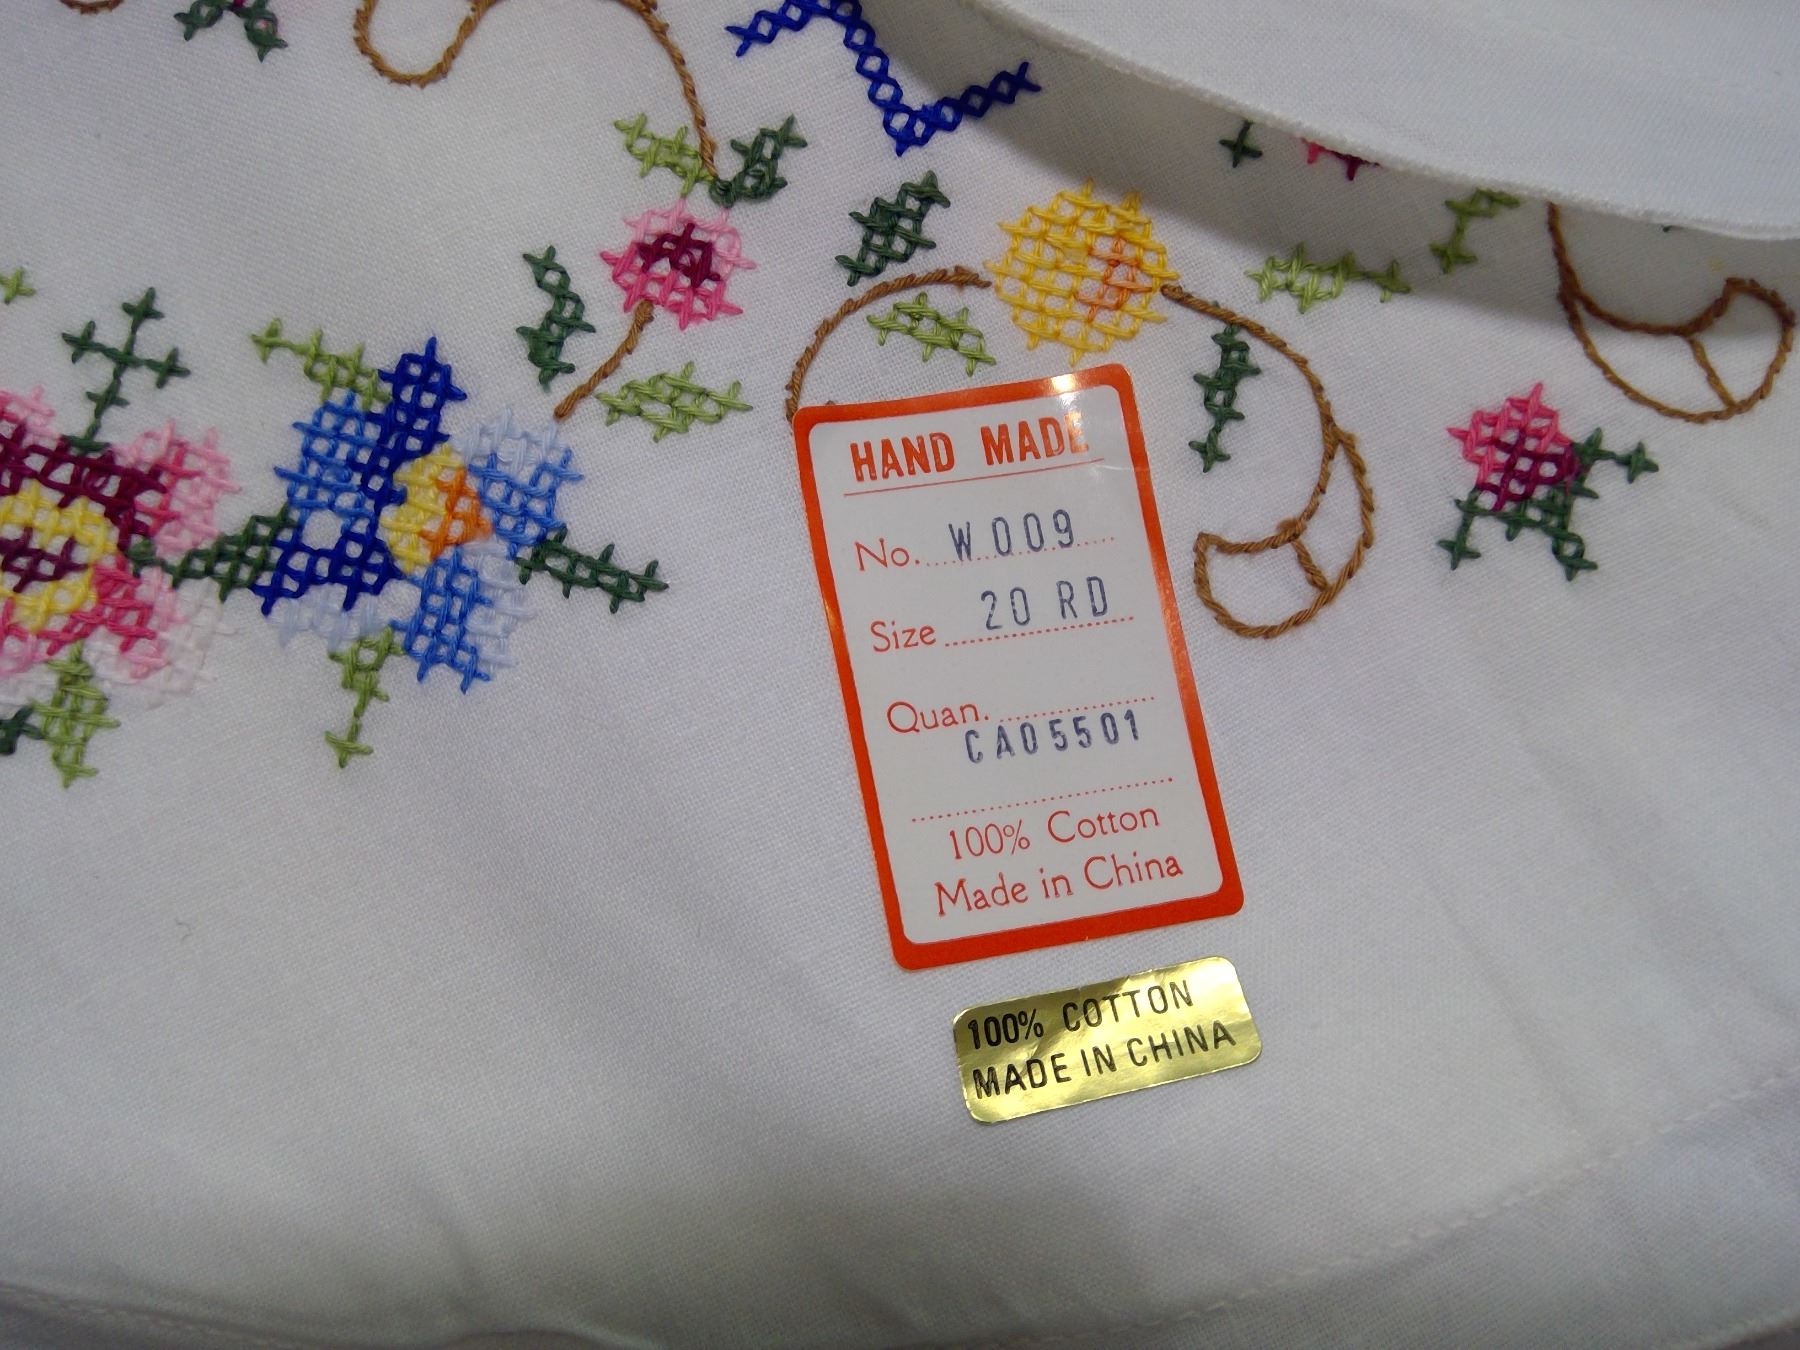 HAND MADE
No. W009
Size 20 RD
Quan.
CA05501
100% Cotton
Made in China
100% COTTON
MADE IN CHINA